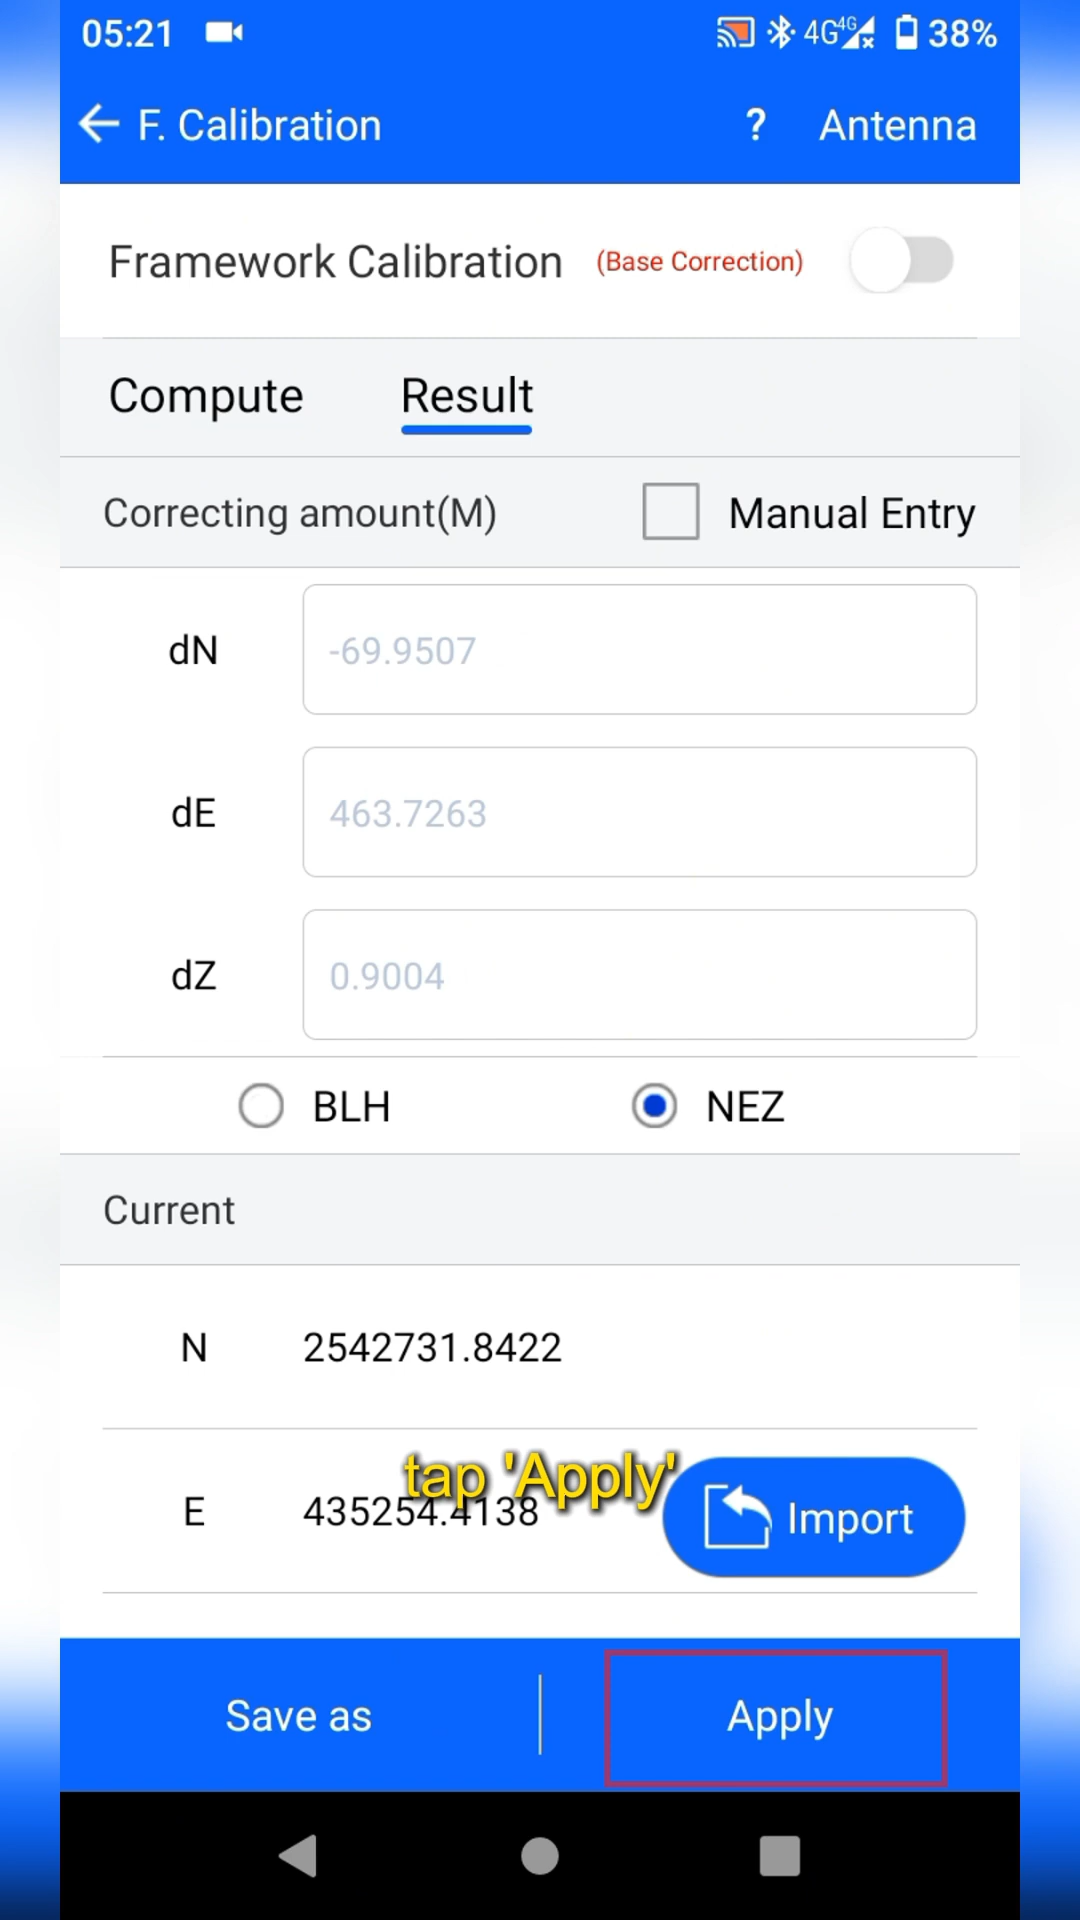 05:21 4G 4G 38%
F. Calibration ? Antenna
Framework Calibration (Base Correction)
Compute Result
Correcting amount(M) Manual Entry
dN -69.9507
dE 463.7263
dZ 0.9004
BLH NEZ
Current
N 2542731.8422
tap 'Apply'
E 435254.4138 Import
Save as Apply